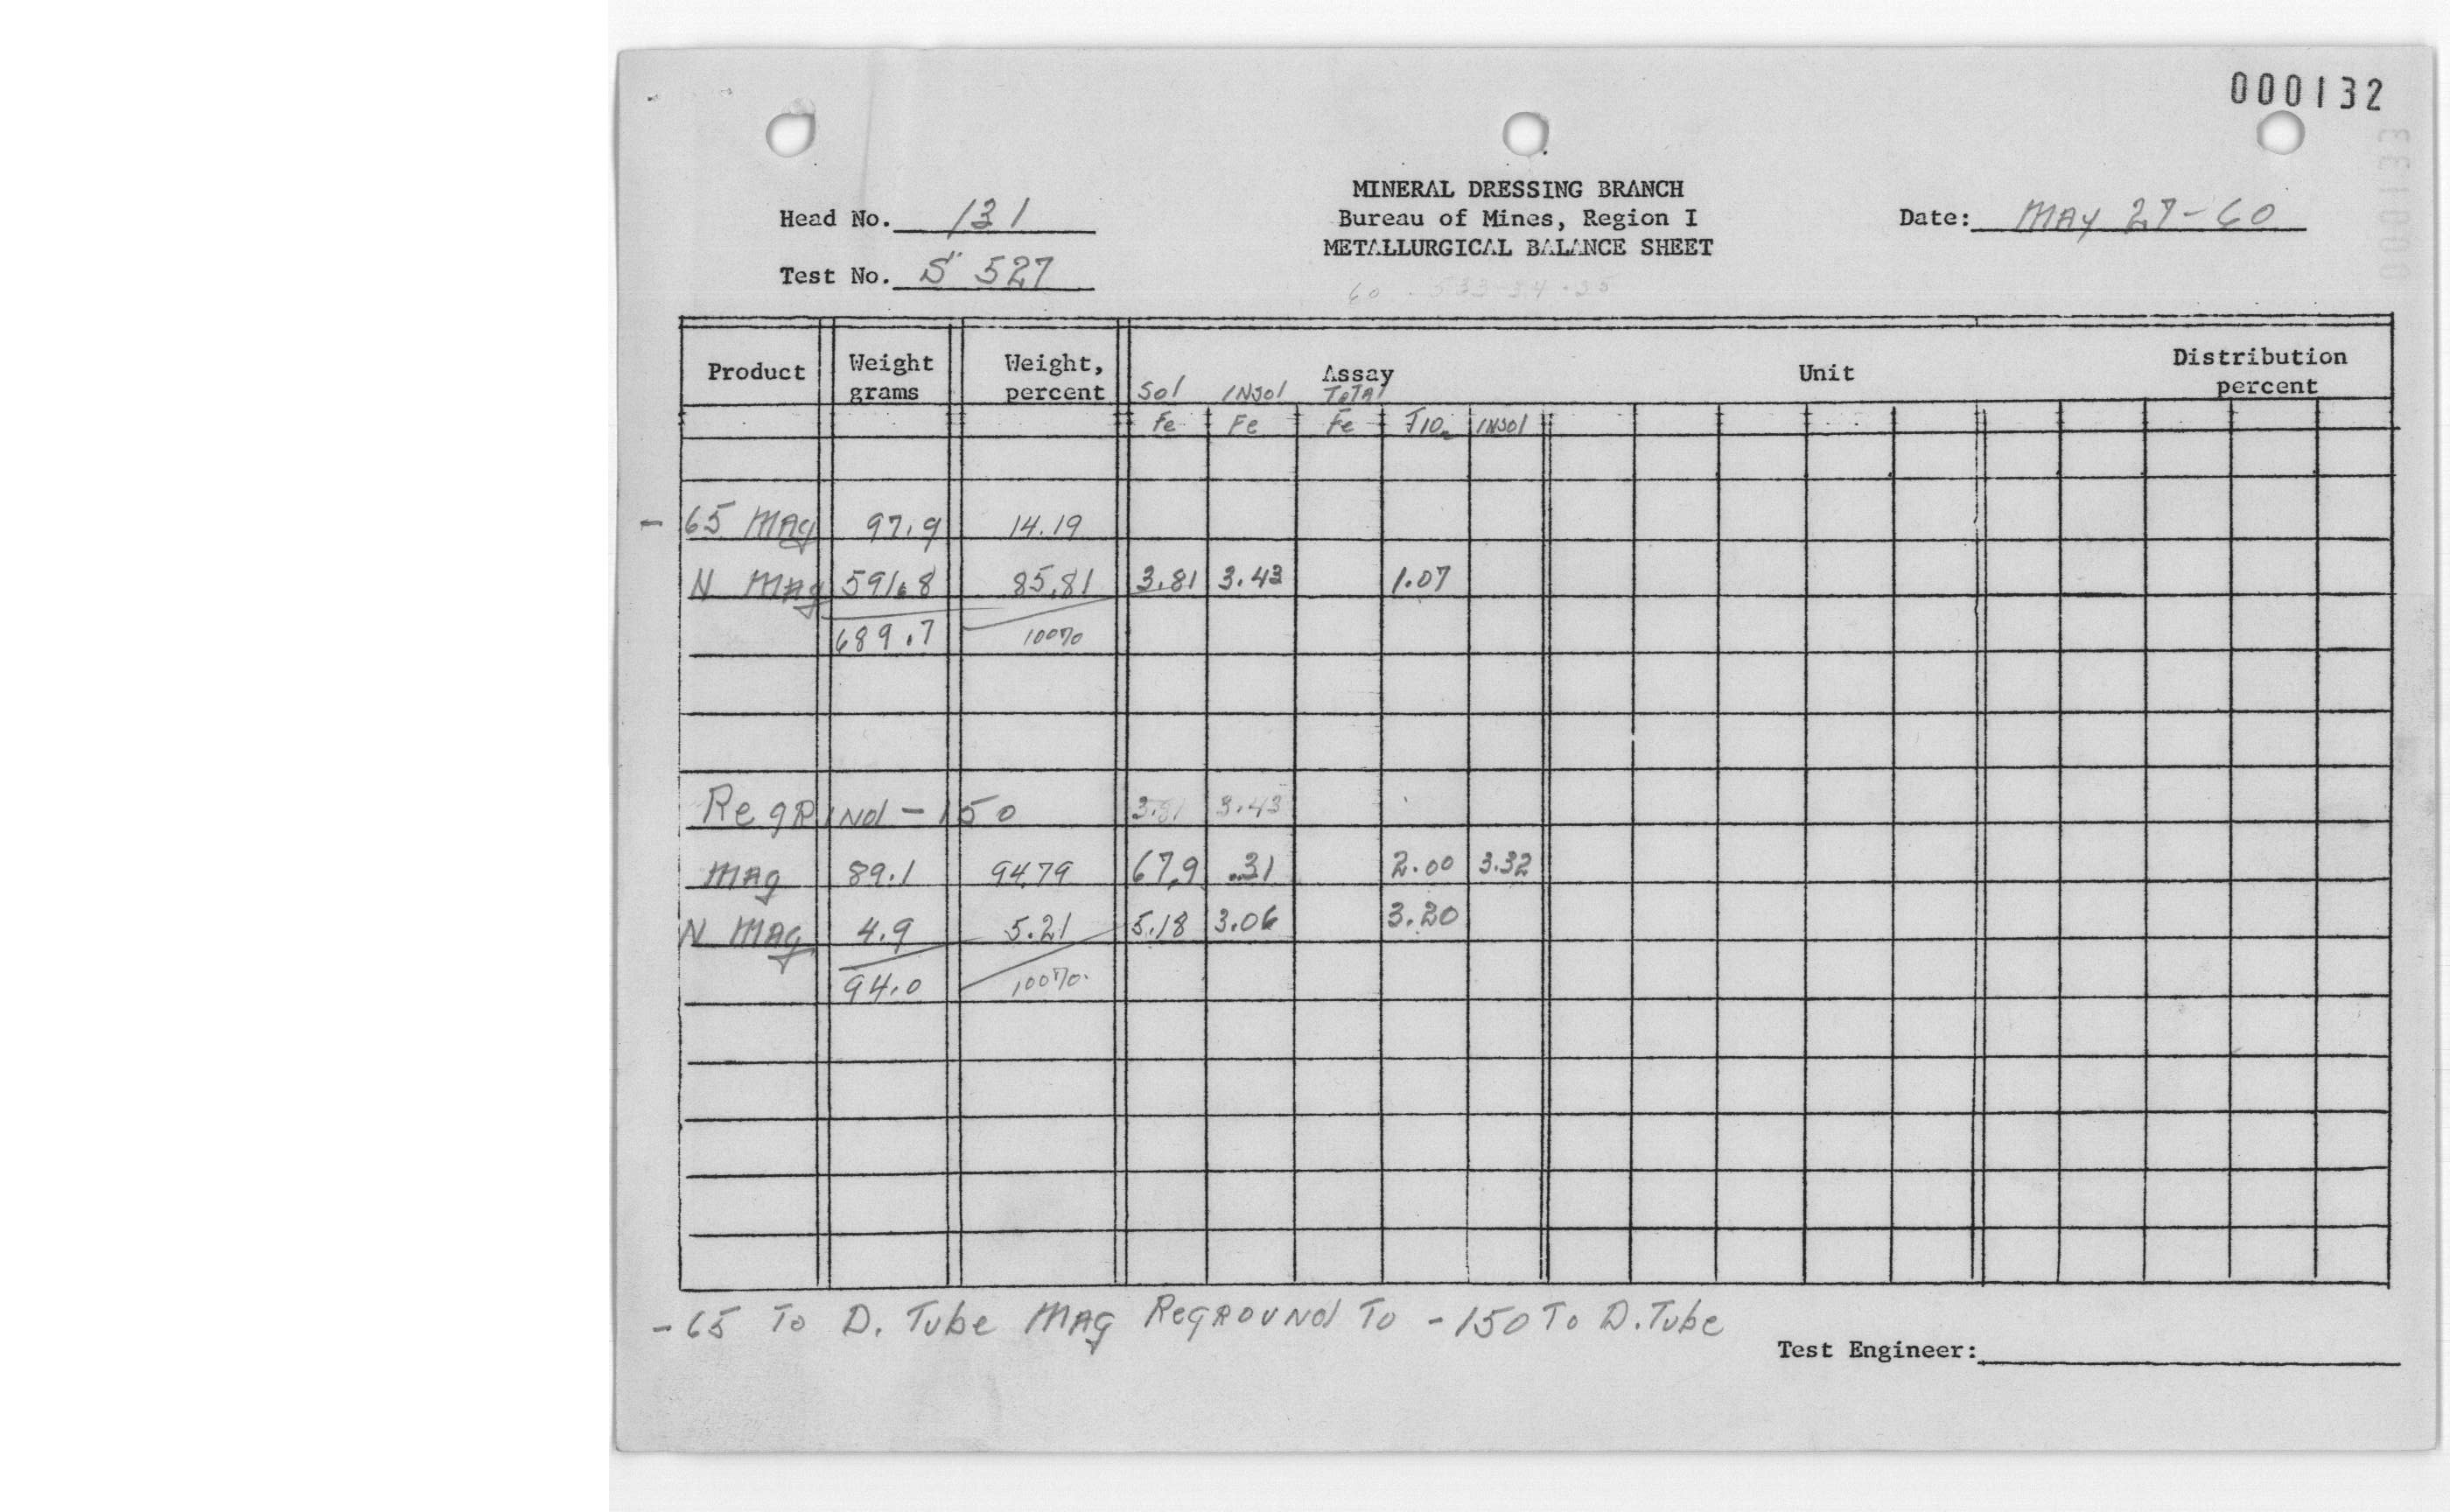 000132
000133
MINERAL DRESSING BRANCH
Head No. 131 Bureau of Mines, Region I Date: MAY 27-60
METALLURGICAL BALANCE SHEET
Test No. S 527
Product Weight grams Weight, percent Assay Unit Distribution percent
Sol INSol TOTAL
Fe Fe Fe TIO2 INSol
-65 MAg 97.9 14.19
N MAg 591.8 85.81 3.81 3.43 1.07
689.7 100%
RegRINd -150 3.81 3.43
MAg 89.1 94.79 67.9 .31 2.00 3.32
N MAg 4.9 5.21 5.18 3.06 3.20
94.0 100%
-65 To D. Tube MAg RegROUNd To -150 To D. Tube
Test Engineer: